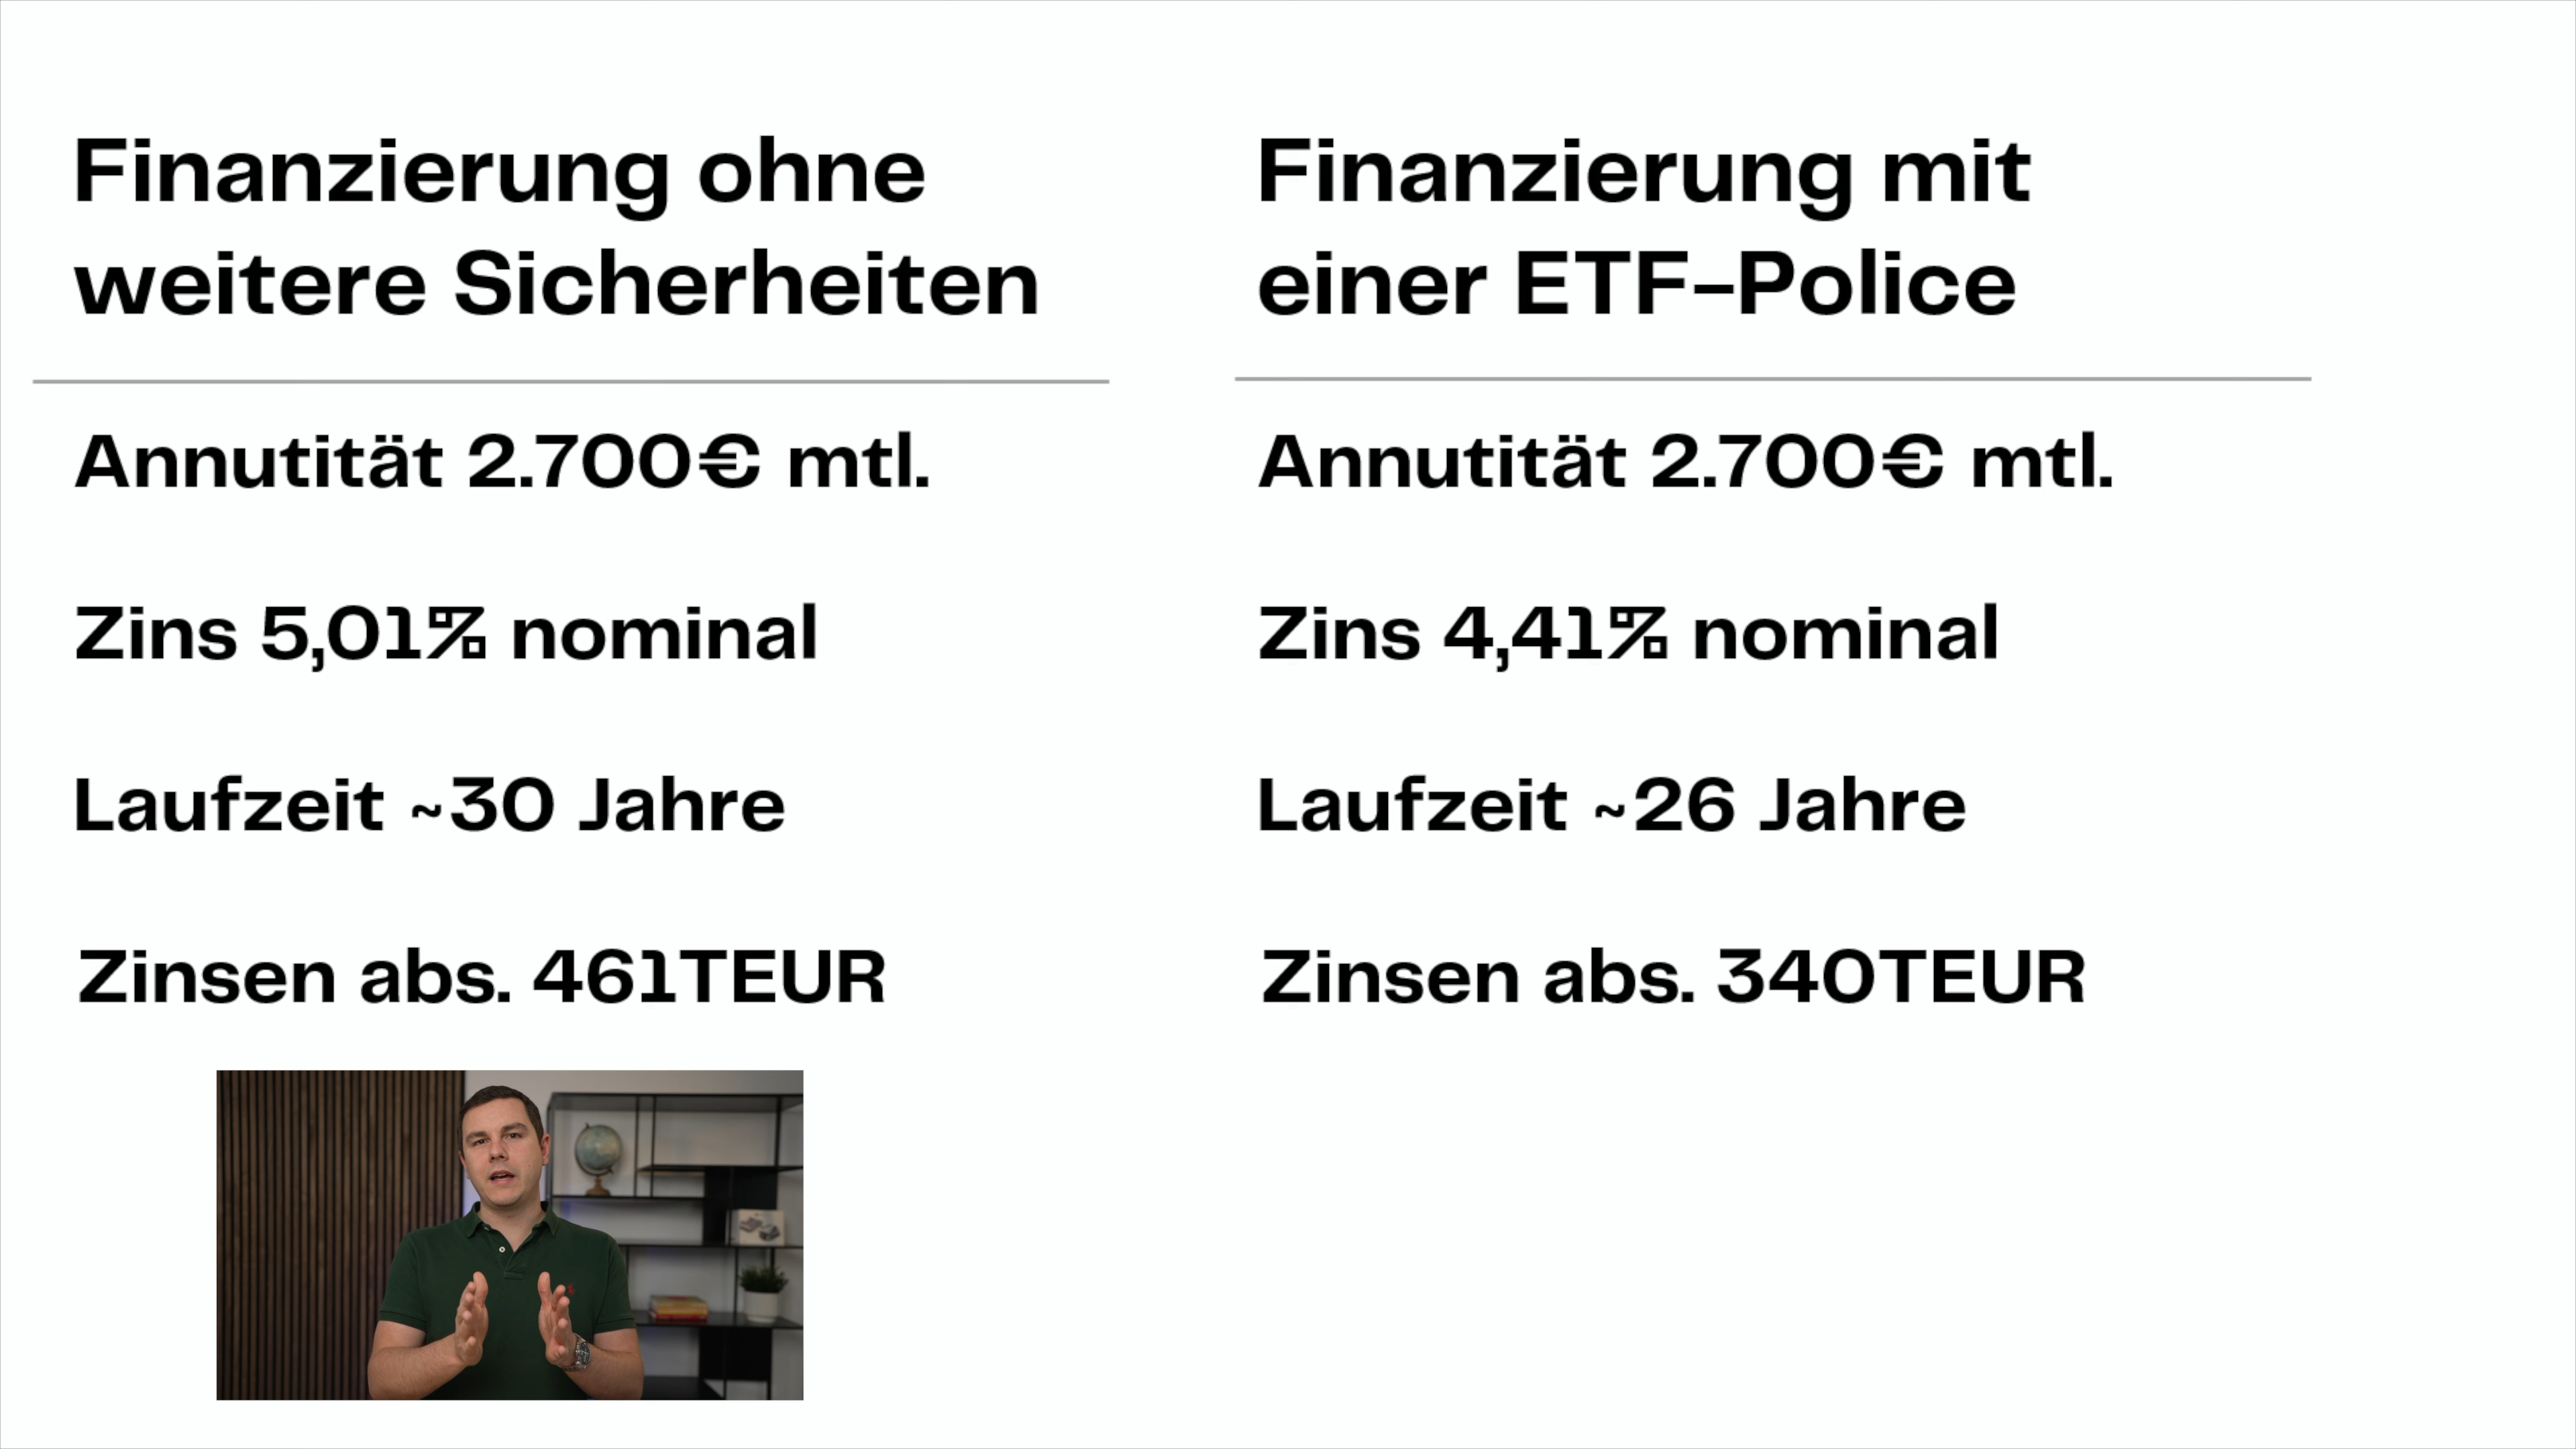 Finanzierung ohne
weitere Sicherheiten
Annutität 2.700€ mtl.
Zins 5,01% nominal
Laufzeit ~30 Jahre
Zinsen abs. 461TEUR
Finanzierung mit
einer ETF-Police
Annutität 2.700€ mtl.
Zins 4,41% nominal
Laufzeit ~26 Jahre
Zinsen abs. 340TEUR